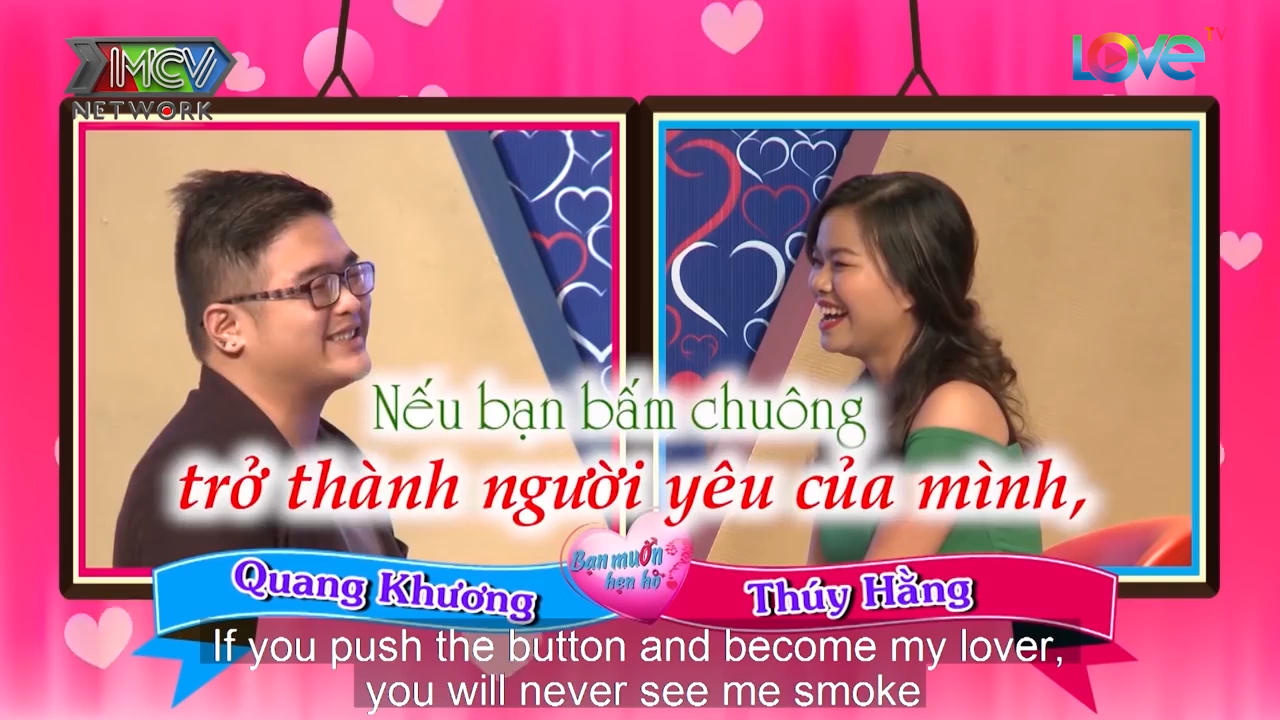 MCV
NETWORK
LOVE TV
Nếu bạn bấm chuông
trở thành người yêu của mình,
Bạn muốn
hẹn hò
Quang Khương
Thúy Hằng
If you push the button and become my lover,
you will never see me smoke